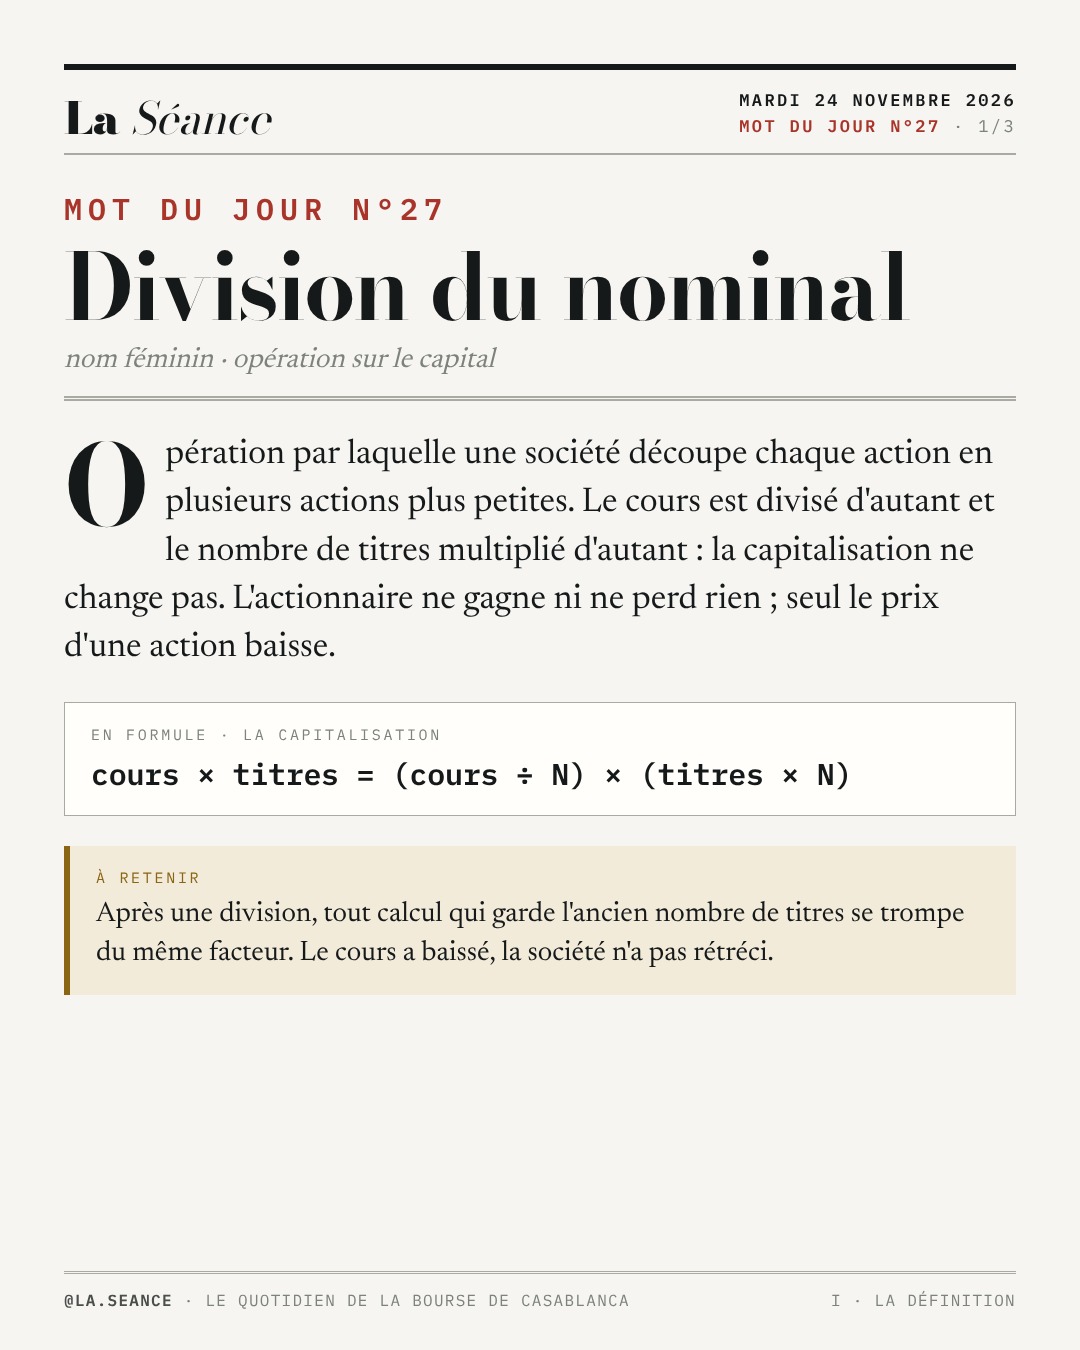 La Séance
MARDI 24 NOVEMBRE 2026
MOT DU JOUR N°27 · 1/3
MOT DU JOUR N°27
Division du nominal
nom féminin · opération sur le capital
Opération par laquelle une société découpe chaque action en
plusieurs actions plus petites. Le cours est divisé d'autant et
le nombre de titres multiplié d'autant : la capitalisation ne
change pas. L'actionnaire ne gagne ni ne perd rien ; seul le prix
d'une action baisse.
EN FORMULE · LA CAPITALISATION
cours × titres = (cours ÷ N) × (titres × N)
À RETENIR
Après une division, tout calcul qui garde l'ancien nombre de titres se trompe
du même facteur. Le cours a baissé, la société n'a pas rétréci.
@LA.SEANCE · LE QUOTIDIEN DE LA BOURSE DE CASABLANCA
I · LA DÉFINITION